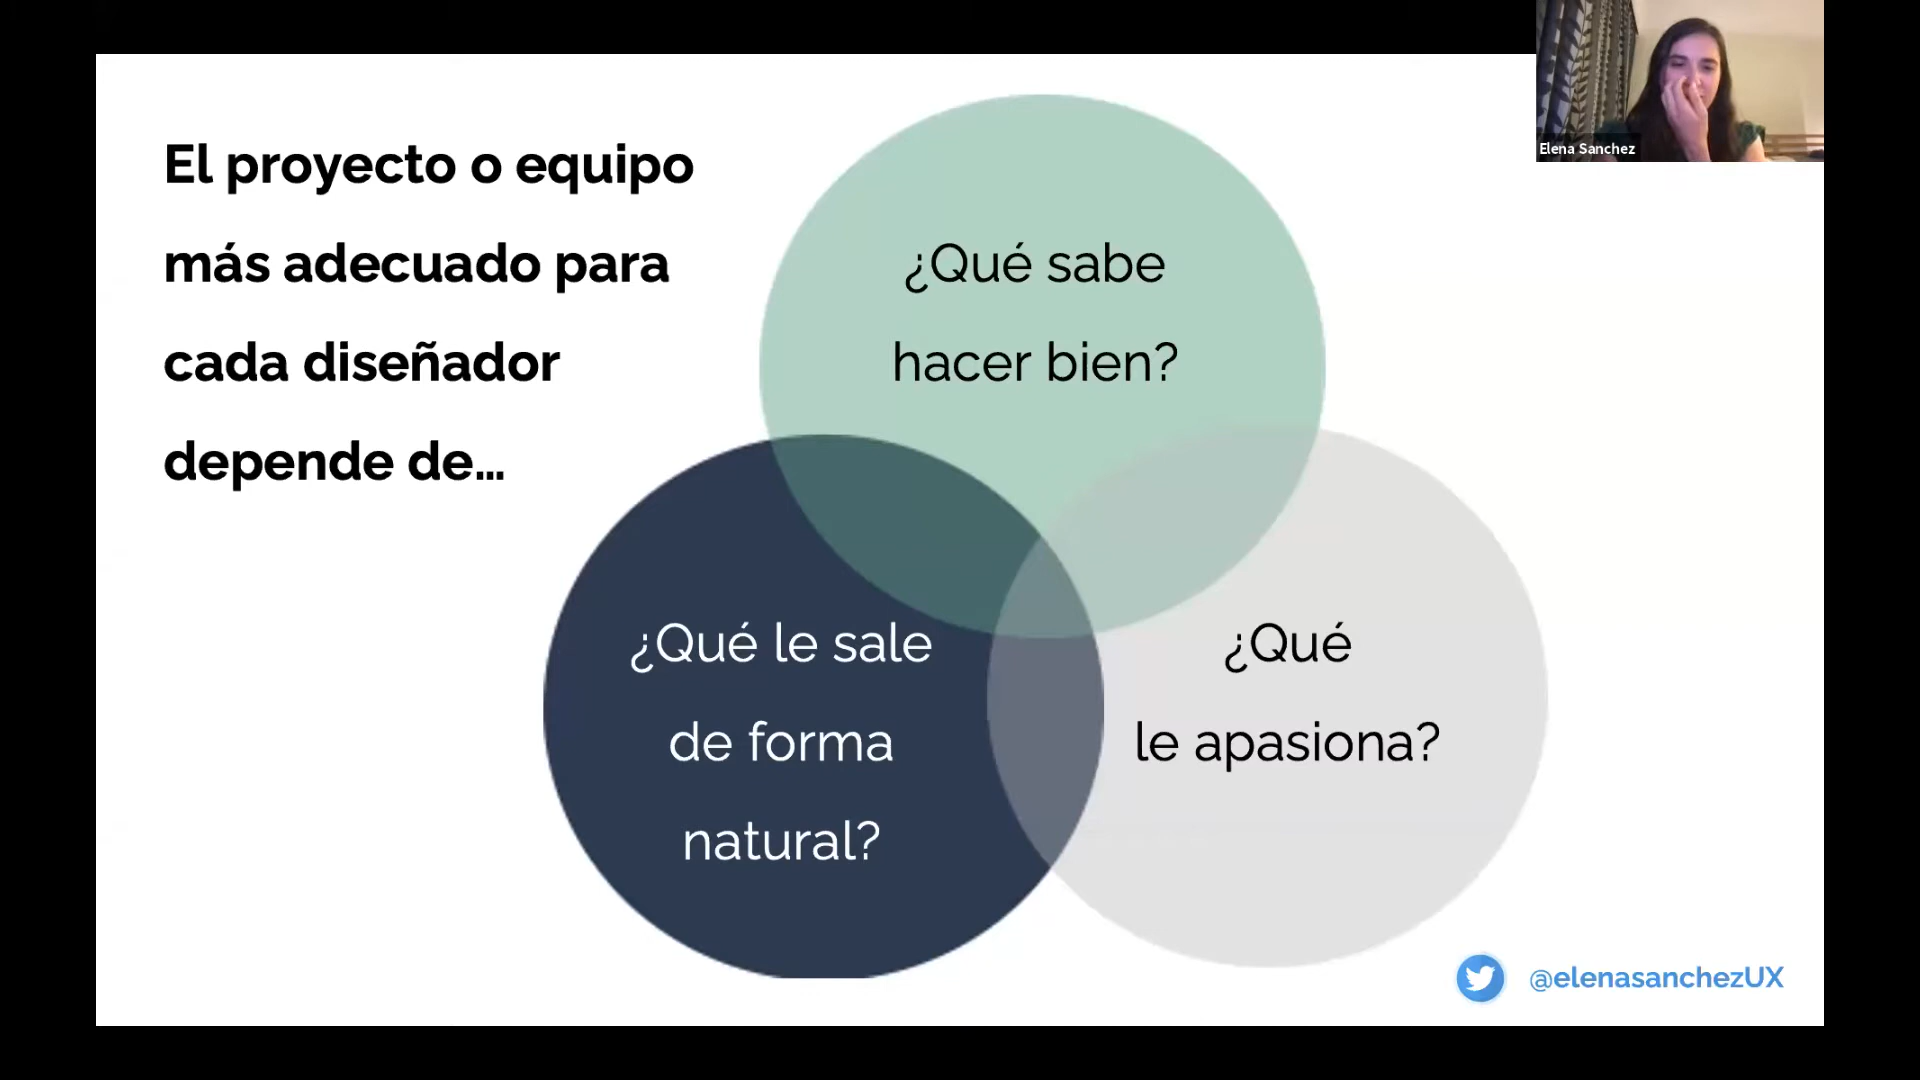 El proyecto o equipo
más adecuado para
cada diseñador
depende de...
¿Qué sabe
hacer bien?
¿Qué le sale
de forma
natural?
¿Qué
le apasiona?
Elena Sanchez
@elenasanchezUX